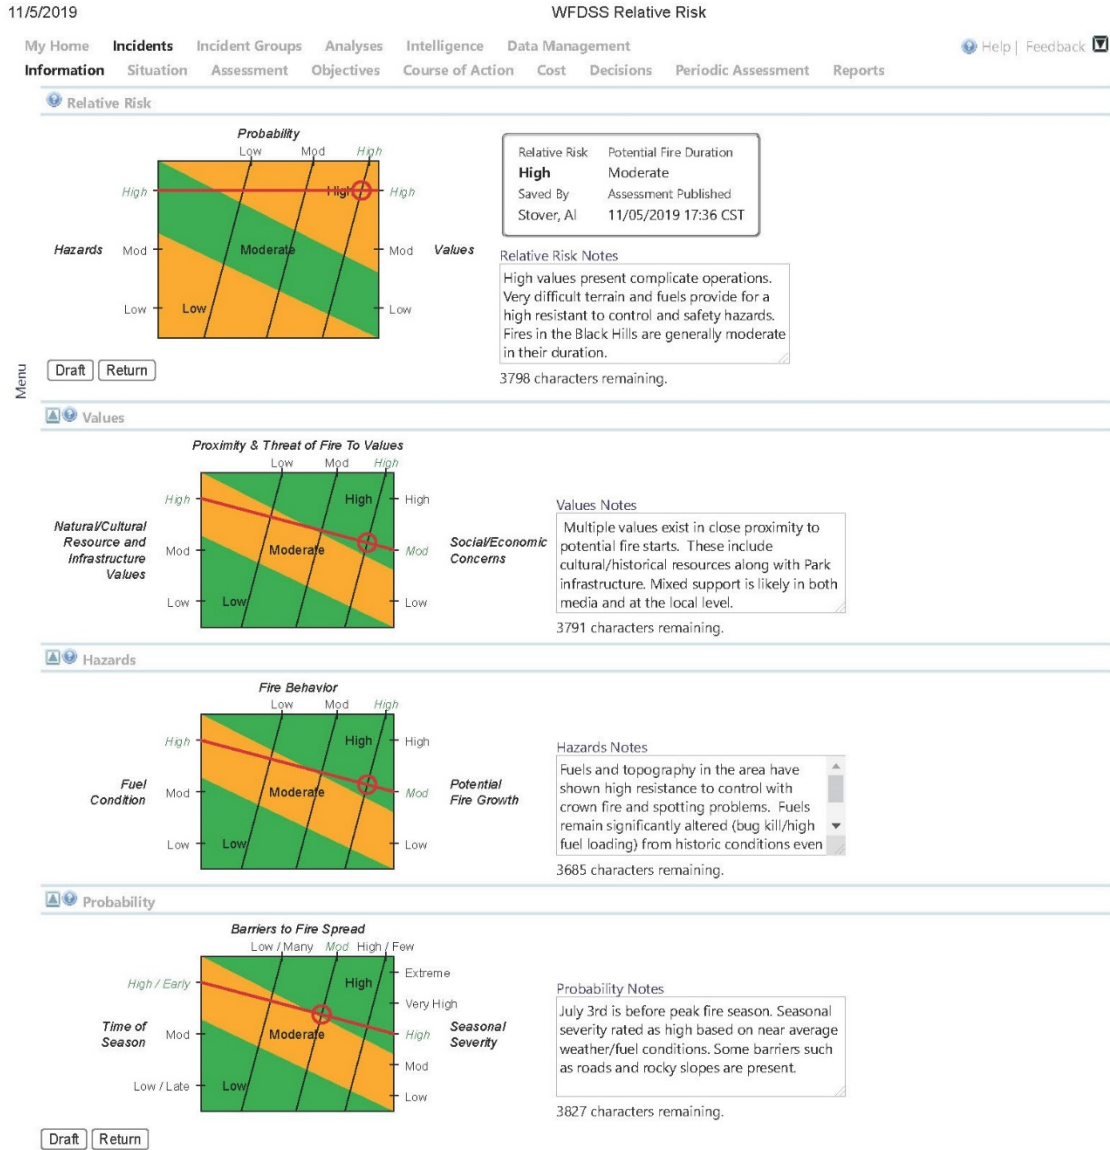 11/5/2019 WFDSS Relative Risk
My Home Incidents Incident Groups Analyses Intelligence Data Management Help | Feedback
Information Situation Assessment Objectives Course of Action Cost Decisions Periodic Assessment Reports
Menu
Relative Risk
Probability
Low Mod High
High High High
Hazards Mod Moderate Mod Values
Low Low Low
Relative Risk Potential Fire Duration
High Moderate
Saved By Assessment Published
Stover, Al 11/05/2019 17:36 CST
Relative Risk Notes
High values present complicate operations.
Very difficult terrain and fuels provide for a
high resistant to control and safety hazards.
Fires in the Black Hills are generally moderate
in their duration.
3798 characters remaining.
Draft Return
Values
Proximity & Threat of Fire To Values
Low Mod High
High High High
Natural/Cultural
Resource and
Infrastructure
Values
Mod Moderate Mod
Social/Economic
Concerns
Low Low Low
Values Notes
Multiple values exist in close proximity to
potential fire starts. These include
cultural/historical resources along with Park
infrastructure. Mixed support is likely in both
media and at the local level.
3791 characters remaining.
Hazards
Fire Behavior
Low Mod High
High High High
Fuel
Condition
Mod Moderate Mod
Potential
Fire Growth
Low Low Low
Hazards Notes
Fuels and topography in the area have
shown high resistance to control with
crown fire and spotting problems. Fuels
remain significantly altered (bug kill/high
fuel loading) from historic conditions even
3685 characters remaining.
Probability
Barriers to Fire Spread
Low / Many Mod High / Few
High / Early High Extreme
Very High
Time of
Season
Mod Moderate High
Seasonal
Severity
Mod
Low / Late Low Low
Probability Notes
July 3rd is before peak fire season. Seasonal
severity rated as high based on near average
weather/fuel conditions. Some barriers such
as roads and rocky slopes are present.
3827 characters remaining.
Draft Return